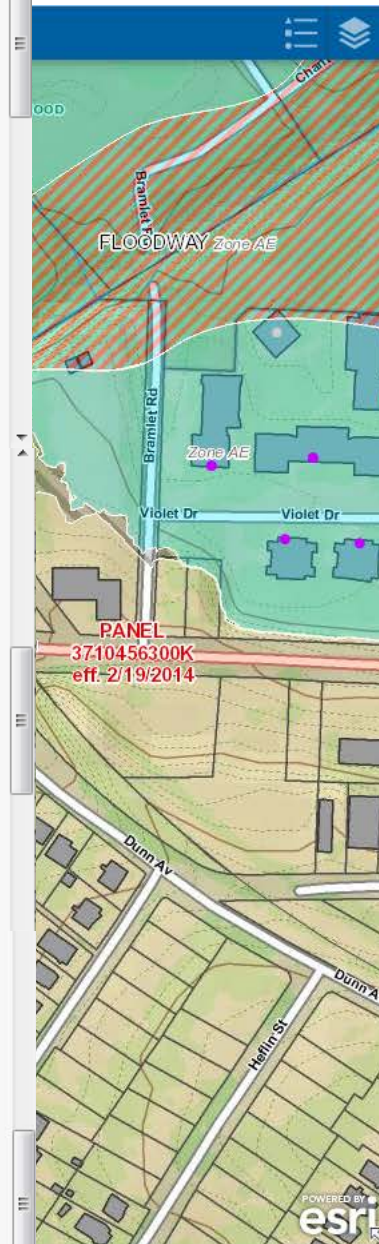 OOD
Bramlet
FLOODWAY Zone AE
Bramlet Rd
Zone AE
Violet Dr
Violet Dr
PANEL
3710456300K
eff. 2/19/2014
Dunn Av
Dunn A
Heflin St
POWERED BY
esri